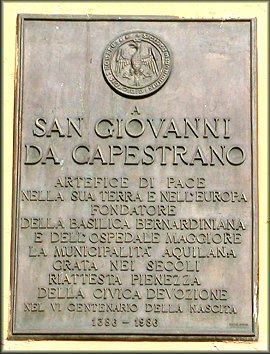 A
SAN GIOVANNI
DA CAPESTRANO
ARTEFICE DI PACE
NELLA SUA TERRA E NELL'EUROPA
FONDATORE
DELLA BASILICA BERNARDINIANA
E DELL'OSPEDALE MAGGIORE
LA MUNICIPALITÀ AQUILANA
GRATA NEI SECOLI
RIATTESTA PIENEZZA
DELLA CIVICA DEVOZIONE
NEL VI CENTENARIO DELLA NASCITA
1386 - 1986